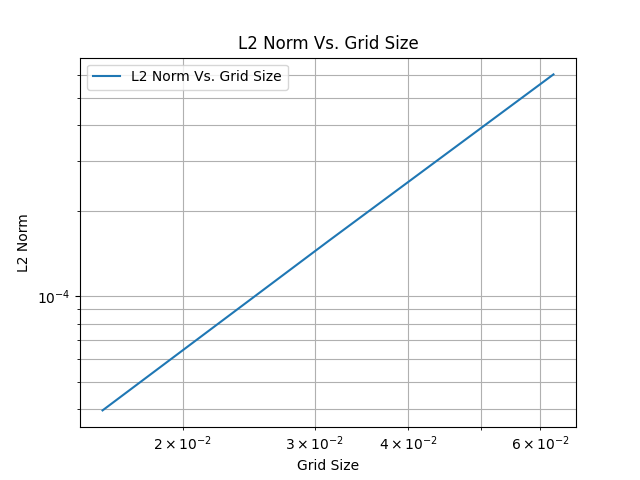 L2 Norm Vs. Grid Size
L2 Norm Vs. Grid Size
L2 Norm
10⁻⁴
2 × 10⁻² 3 × 10⁻² 4 × 10⁻² 6 × 10⁻²
Grid Size